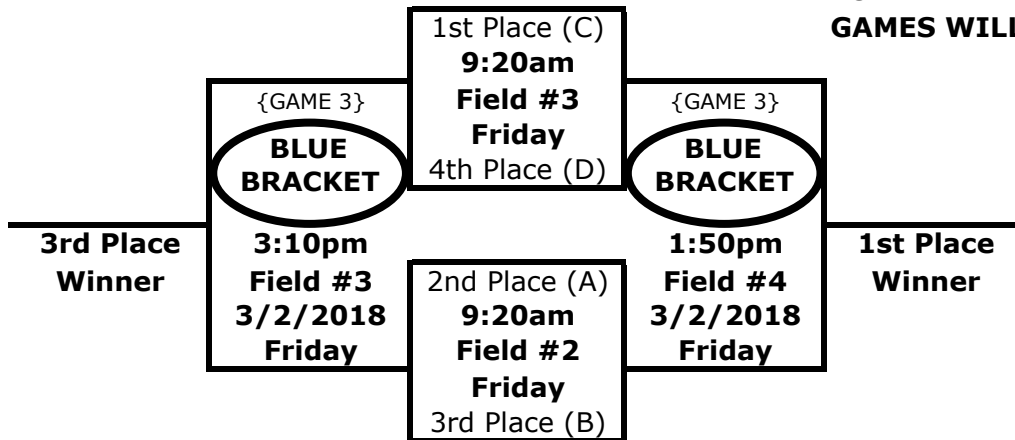 GAMES WILL
1st Place (C)
9:20am
Field #3
Friday
4th Place (D)
{GAME 3}
BLUE
BRACKET
{GAME 3}
BLUE
BRACKET
3rd Place
Winner
3:10pm
Field #3
3/2/2018
Friday
1:50pm
Field #4
3/2/2018
Friday
1st Place
Winner
2nd Place (A)
9:20am
Field #2
Friday
3rd Place (B)